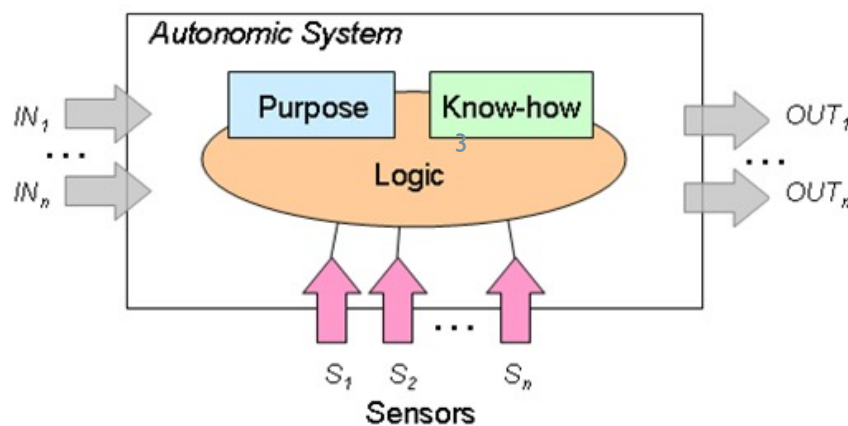 Autonomic System
Purpose
Know-how
3
Logic
IN1
...
INn
OUT1
...
OUTn
...
S1
S2
Sn
Sensors